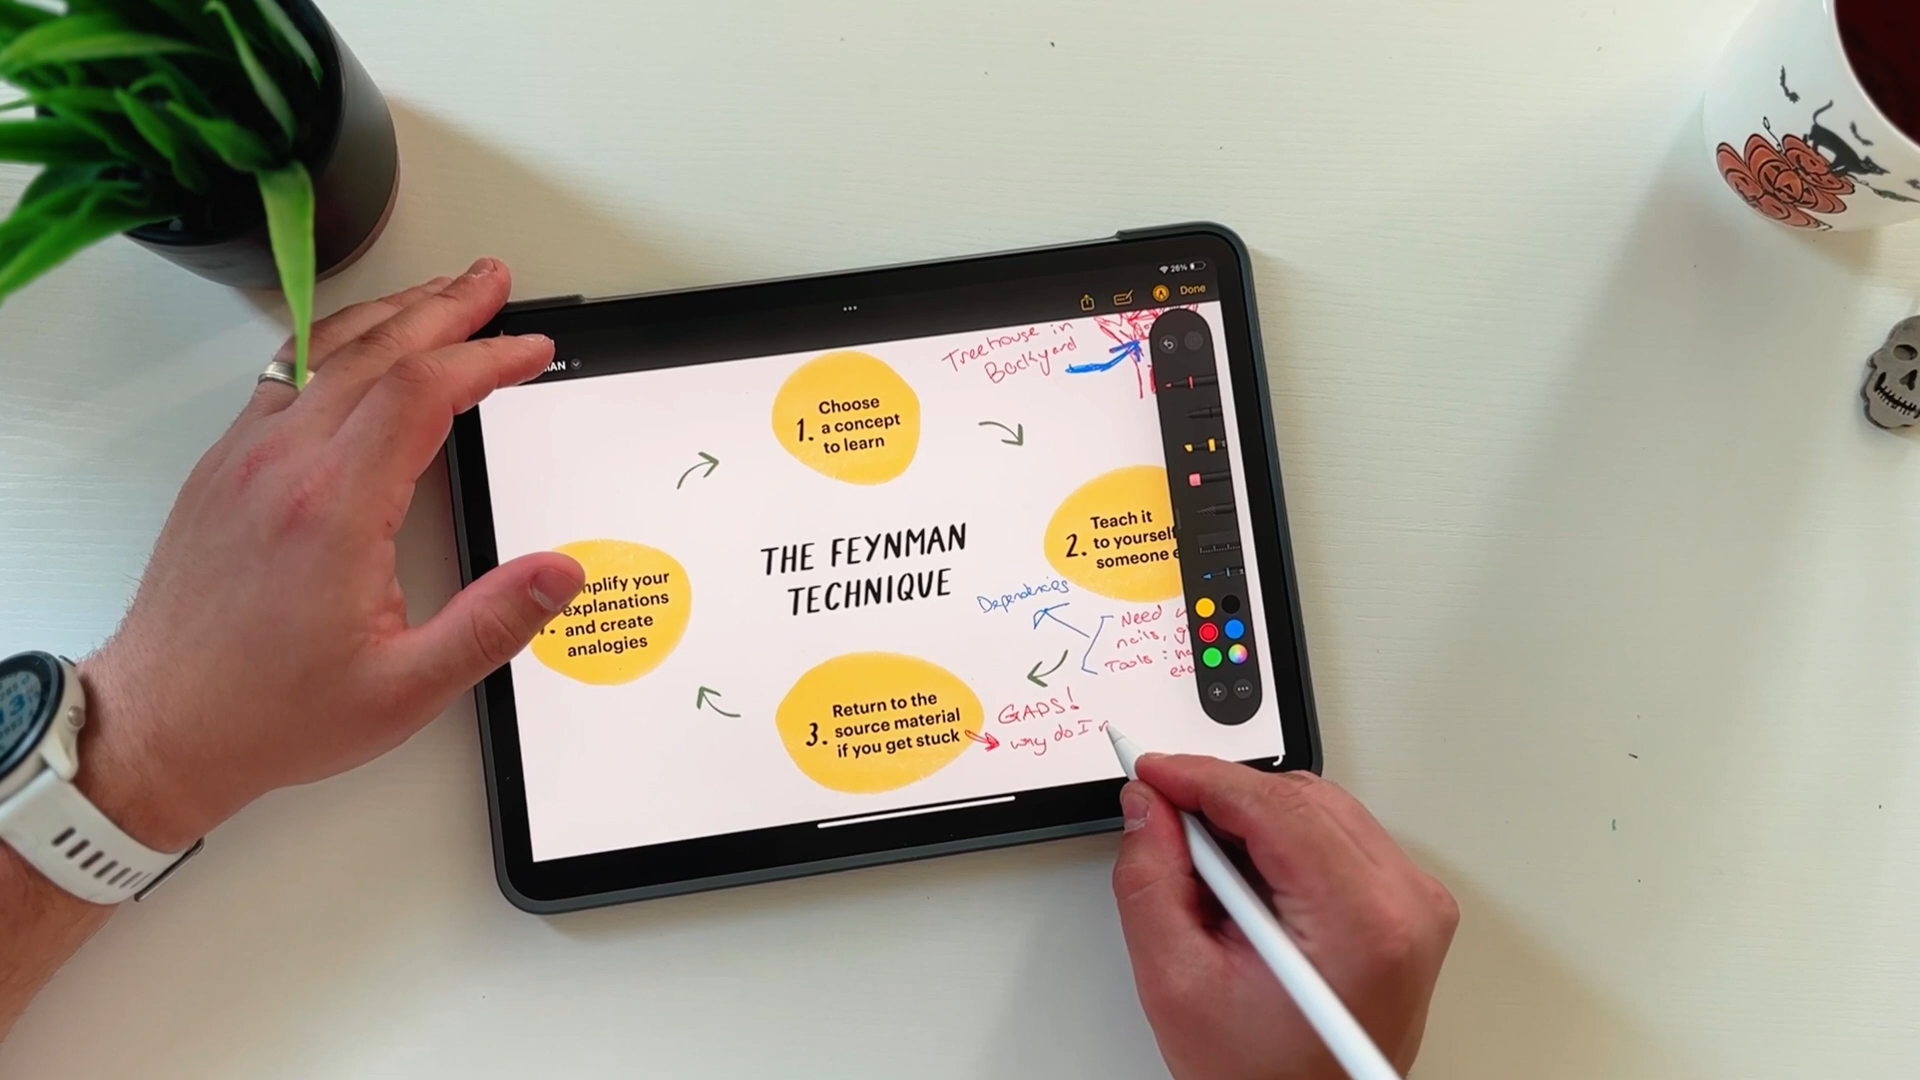 26%
Done
Treehouse in
Backyard
1.
Choose
a concept
to learn
2.
Teach it
to yourself
someone
THE FEYNMAN
TECHNIQUE
explanations
and create
analogies
your
Dependencies
Need
nails,
Tools :
3.
Return to the
source material
if you get stuck
GAPS!
why do I